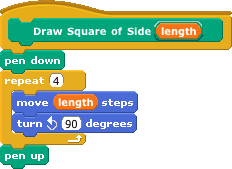 Draw Square of Side length
pen down
repeat 4
move length steps
turn ↺ 90 degrees
pen up